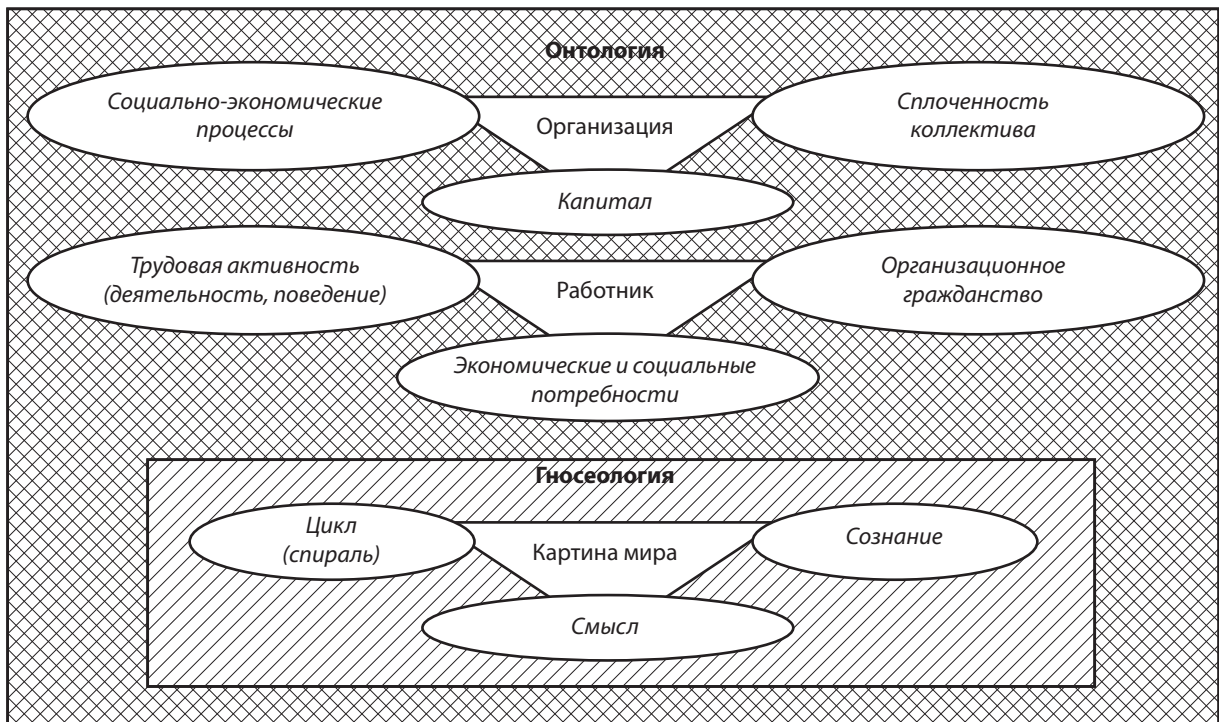 Онтология
Социально-экономические
процессы
Организация
Сплоченность
коллектива
Капитал
Трудовая активность
(деятельность, поведение)
Работник
Организационное
гражданство
Экономические и социальные
потребности
Гносеология
Цикл
(спираль)
Картина мира
Сознание
Смысл